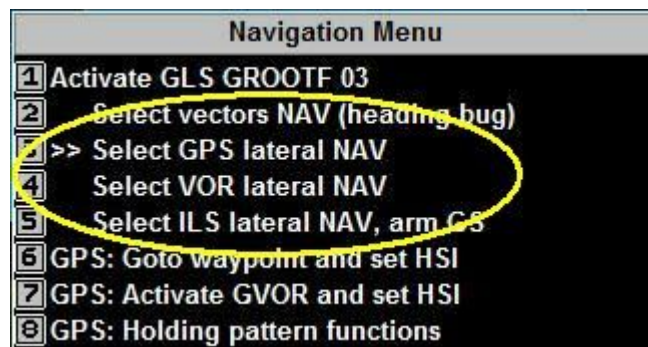 Navigation Menu
1 Activate GLS GROOTF 03
2 Select vectors NAV (heading bug)
3 >> Select GPS lateral NAV
4 Select VOR lateral NAV
5 Select ILS lateral NAV, arm GS
6 GPS: Goto waypoint and set HSI
7 GPS: Activate GVOR and set HSI
8 GPS: Holding pattern functions